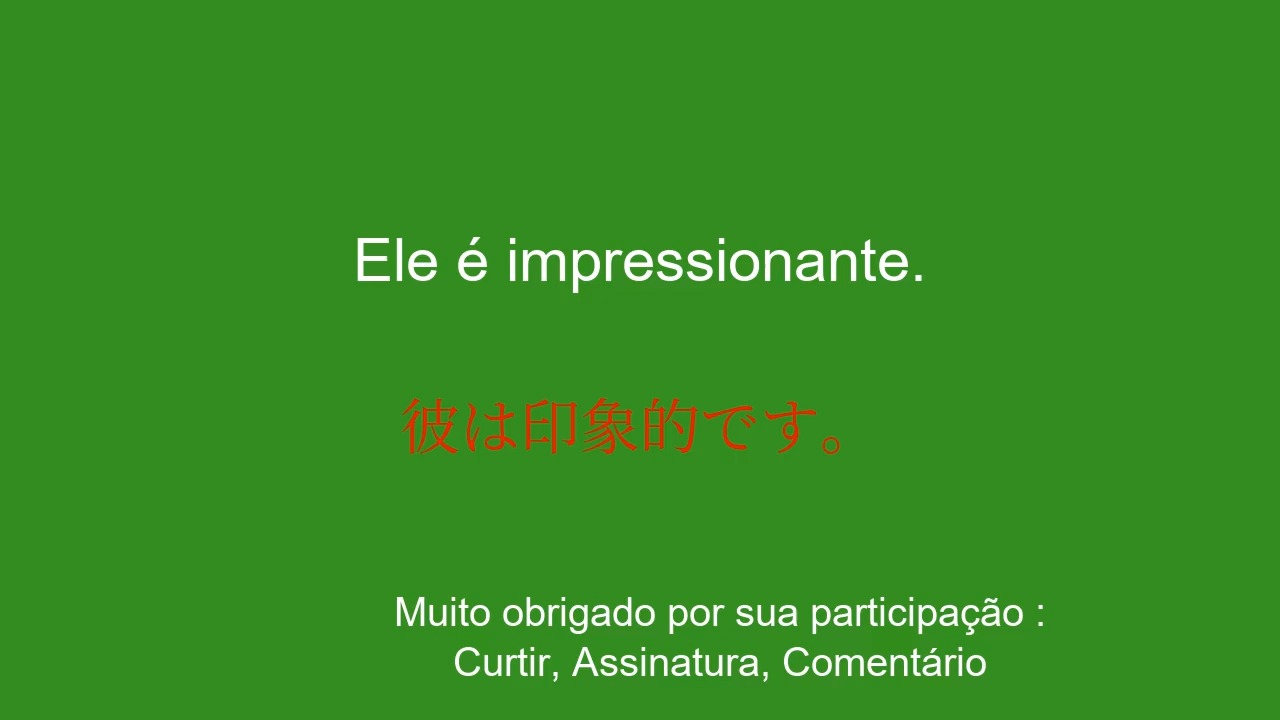 Ele é impressionante.
彼は印象的です。
Muito obrigado por sua participação :
Curtir, Assinatura, Comentário